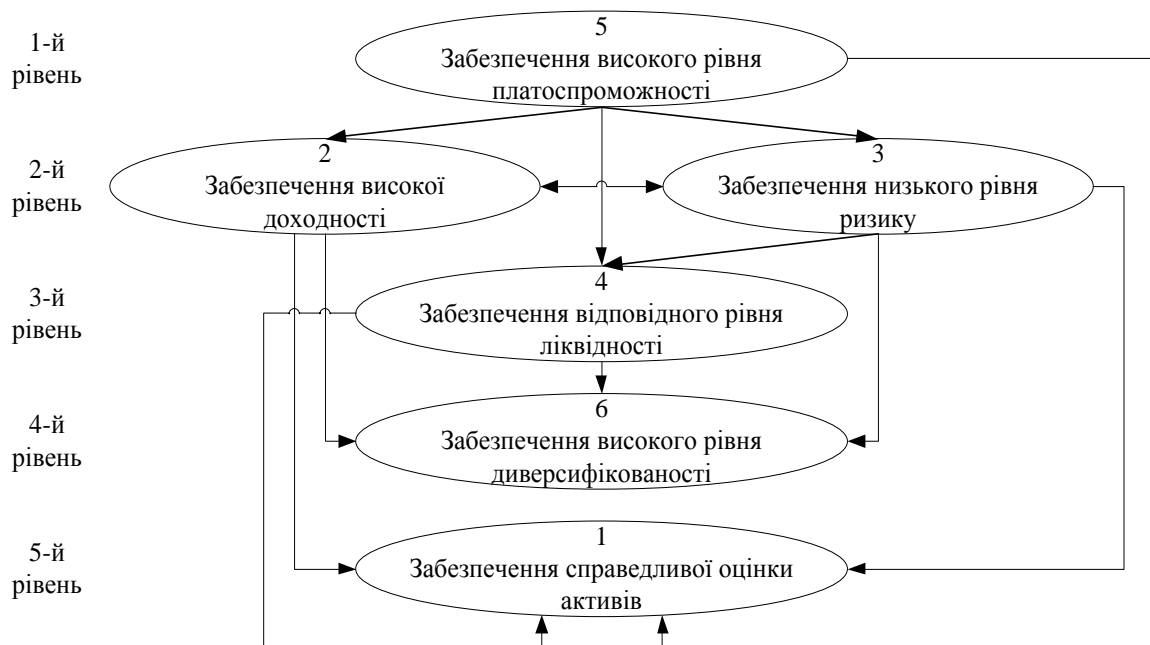 1-й
рівень
5
Забезпечення високого рівня
платоспроможності
2-й
рівень
2
Забезпечення високої
доходності
3
Забезпечення низького рівня
ризику
3-й
рівень
4
Забезпечення відповідного рівня
ліквідності
4-й
рівень
6
Забезпечення високого рівня
диверсифікованості
5-й
рівень
1
Забезпечення справедливої оцінки
активів